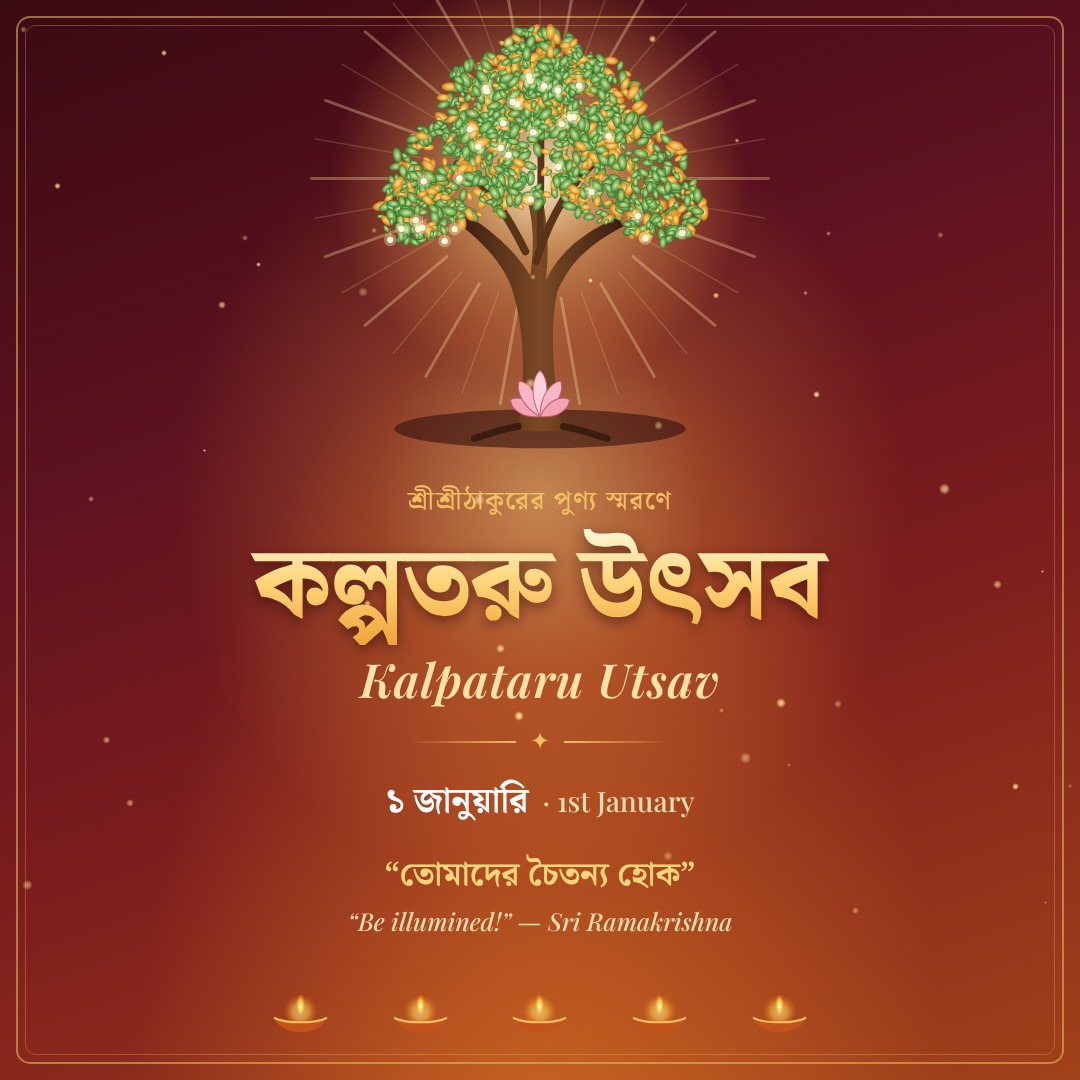 শ্রীশ্রীঠাকুরের পুণ্য স্মরণে
কল্পতরু উৎসব
Kalpataru Utsav
১ জানুয়ারি · 1st January
“তোমাদের চৈতন্য হোক”
“Be illumined!” — Sri Ramakrishna